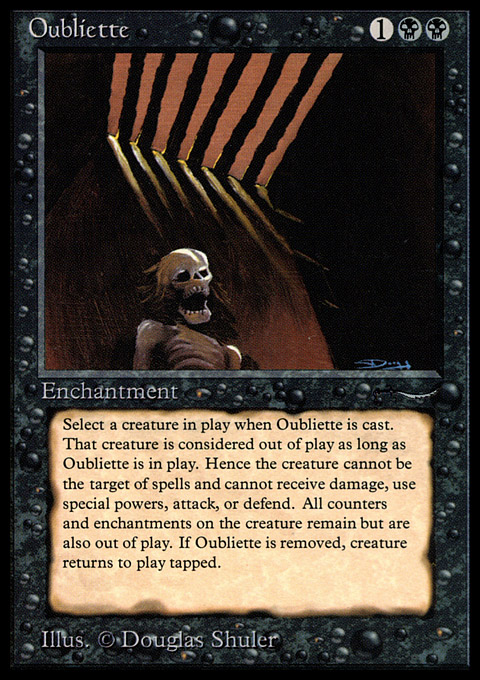 Oubliette 1
Enchantment
Select a creature in play when Oubliette is cast.
That creature is considered out of play as long as
Oubliette is in play. Hence the creature cannot be
the target of spells and cannot receive damage, use
special powers, attack, or defend. All counters
and enchantments on the creature remain but are
also out of play. If Oubliette is removed, creature
returns to play tapped.
Illus. © Douglas Shuler